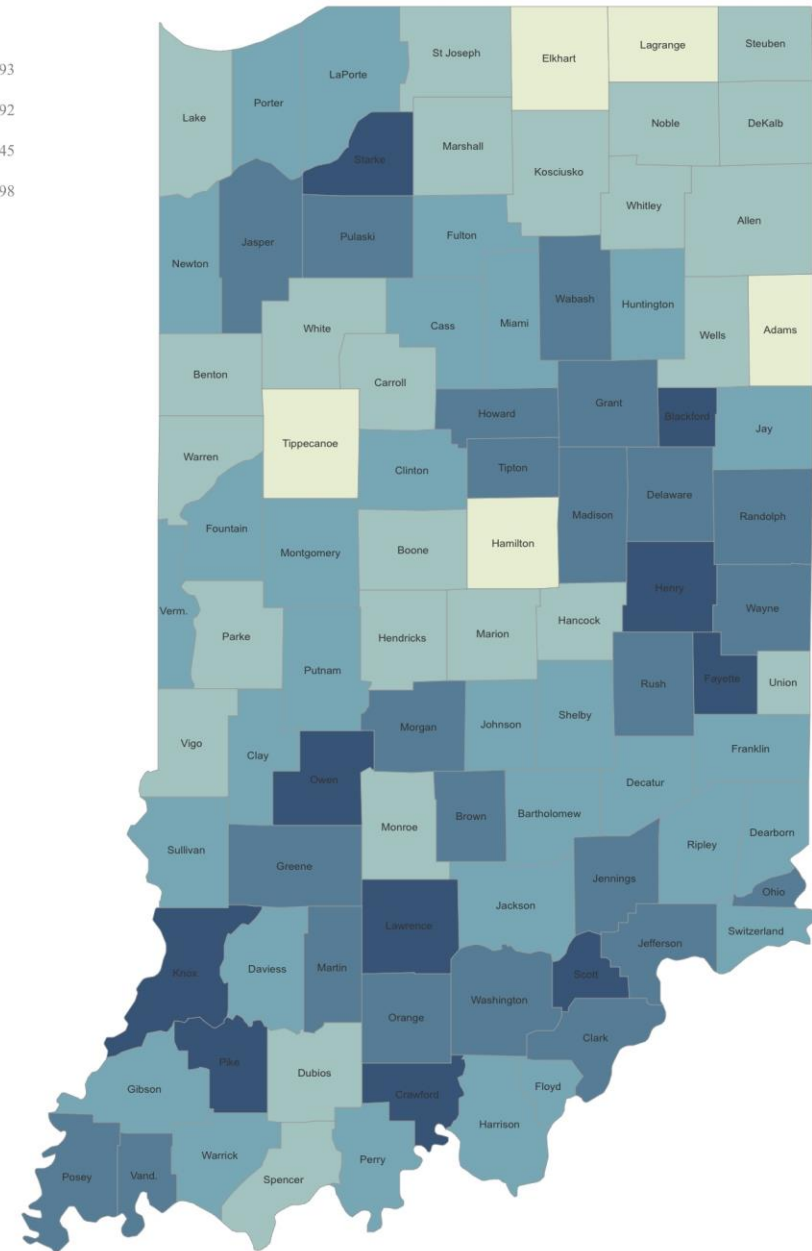 93
92
45
98
St Joseph
Elkhart
Lagrange
Steuben
LaPorte
Porter
Lake
Noble
DeKalb
Marshall
Starke
Kosciusko
Whitley
Allen
Jasper
Pulaski
Fulton
Newton
Wabash
Huntington
Miami
Cass
White
Wells
Adams
Benton
Carroll
Howard
Grant
Blackford
Jay
Tippecanoe
Warren
Clinton
Tipton
Delaware
Madison
Randolph
Fountain
Montgomery
Boone
Hamilton
Henry
Wayne
Verm.
Parke
Hendricks
Marion
Hancock
Putnam
Rush
Fayette
Union
Vigo
Clay
Morgan
Johnson
Shelby
Franklin
Owen
Decatur
Monroe
Brown
Bartholomew
Sullivan
Greene
Ripley
Dearborn
Jennings
Ohio
Jackson
Lawrence
Switzerland
Jefferson
Knox
Daviess
Martin
Scott
Orange
Washington
Clark
Pike
Dubios
Gibson
Crawford
Floyd
Harrison
Posey
Vand.
Warrick
Spencer
Perry